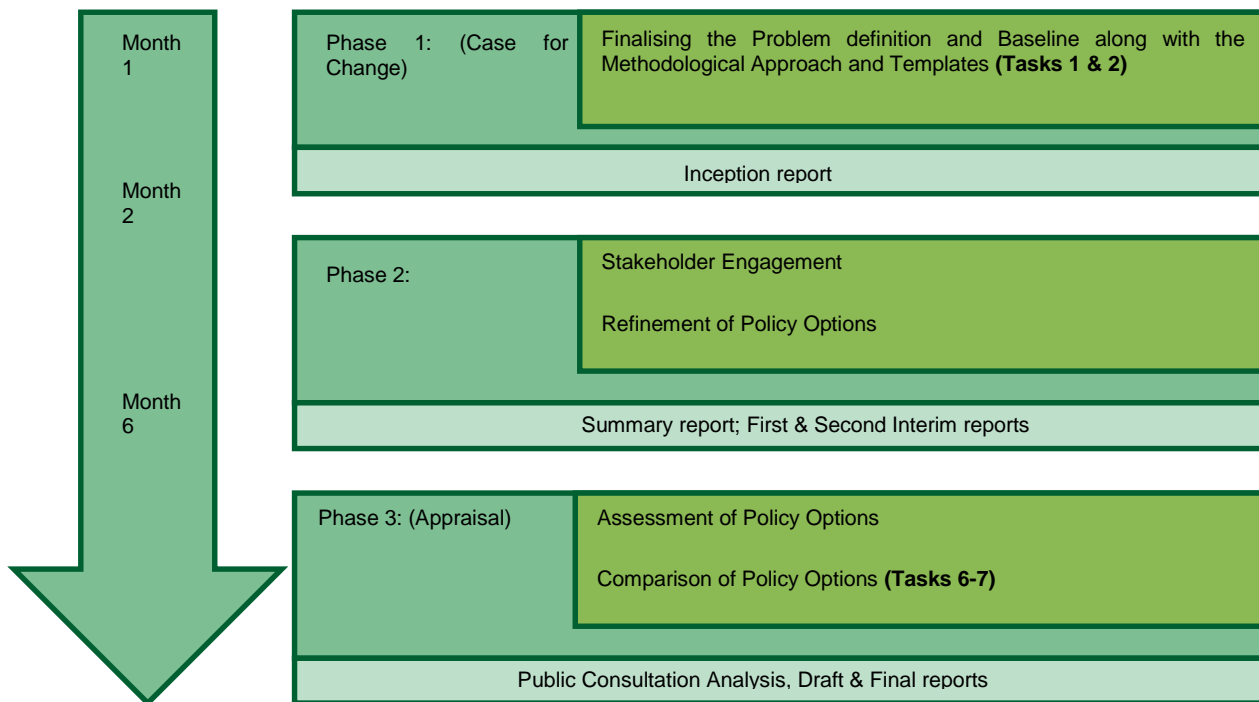 Month
1
Phase 1: (Case for
Change)
Finalising the Problem definition and Baseline along with the
Methodological Approach and Templates (Tasks 1 & 2)
Inception report
Month
2
Phase 2:
Stakeholder Engagement
Refinement of Policy Options
Month
6
Summary report; First & Second Interim reports
Phase 3: (Appraisal)
Assessment of Policy Options
Comparison of Policy Options (Tasks 6-7)
Public Consultation Analysis, Draft & Final reports